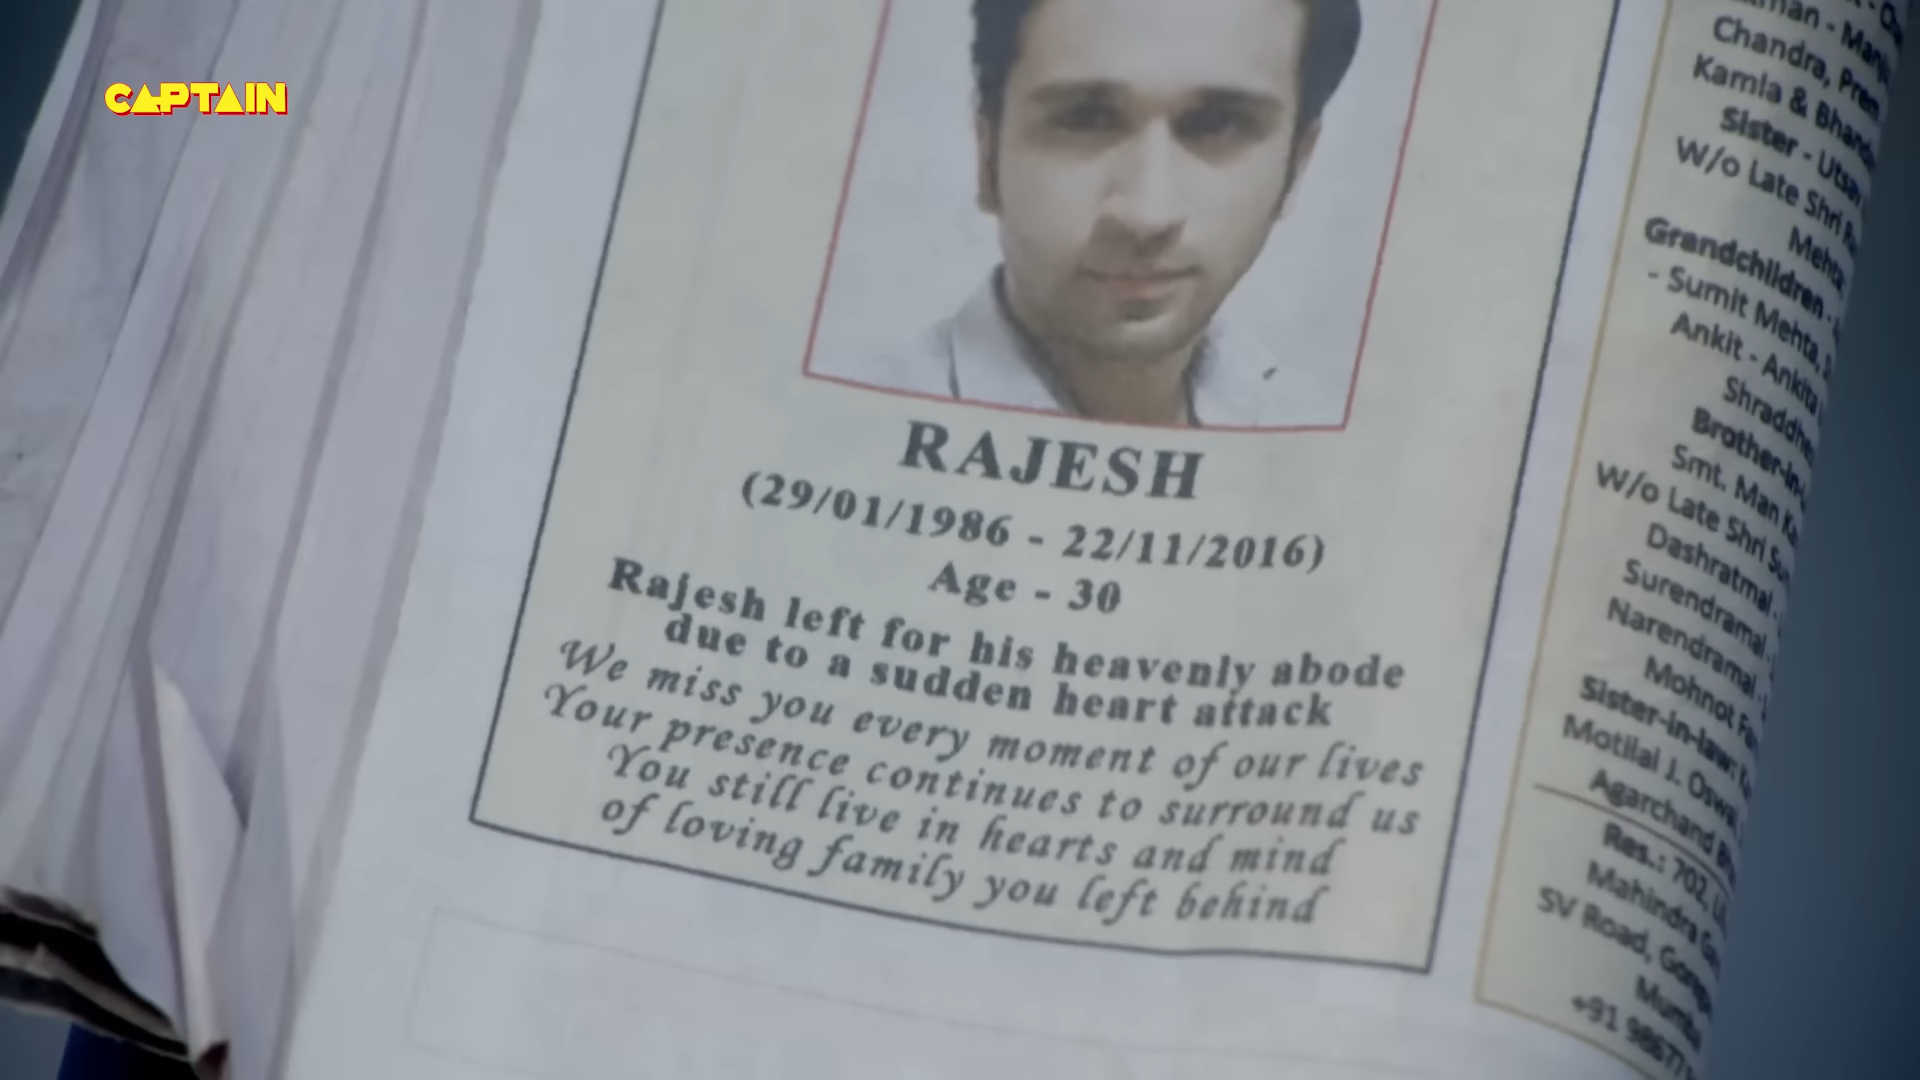 CAPTAIN
RAJESH
(29/01/1986 - 22/11/2016)
Age - 30
Rajesh left for his heavenly abode
due to a sudden heart attack
We miss you every moment of our lives
Your presence continues to surround us
You still live in hearts and mind
of loving family you left behind
Chandra, Prem
Kamla &
Sister -
W/o Late Shri
Mehta
Grandchildren -
- Sumit Mehta,
Ankit - Ankita
Brother-in-
Smt. Man
W/o Late Shri
Dashratmal
Surendramal
Narendramal -
Mohnot
Sister-in-law:
Motilal J.
Agarchand
Res.: 702,
Mahindra
SV Road,
+91